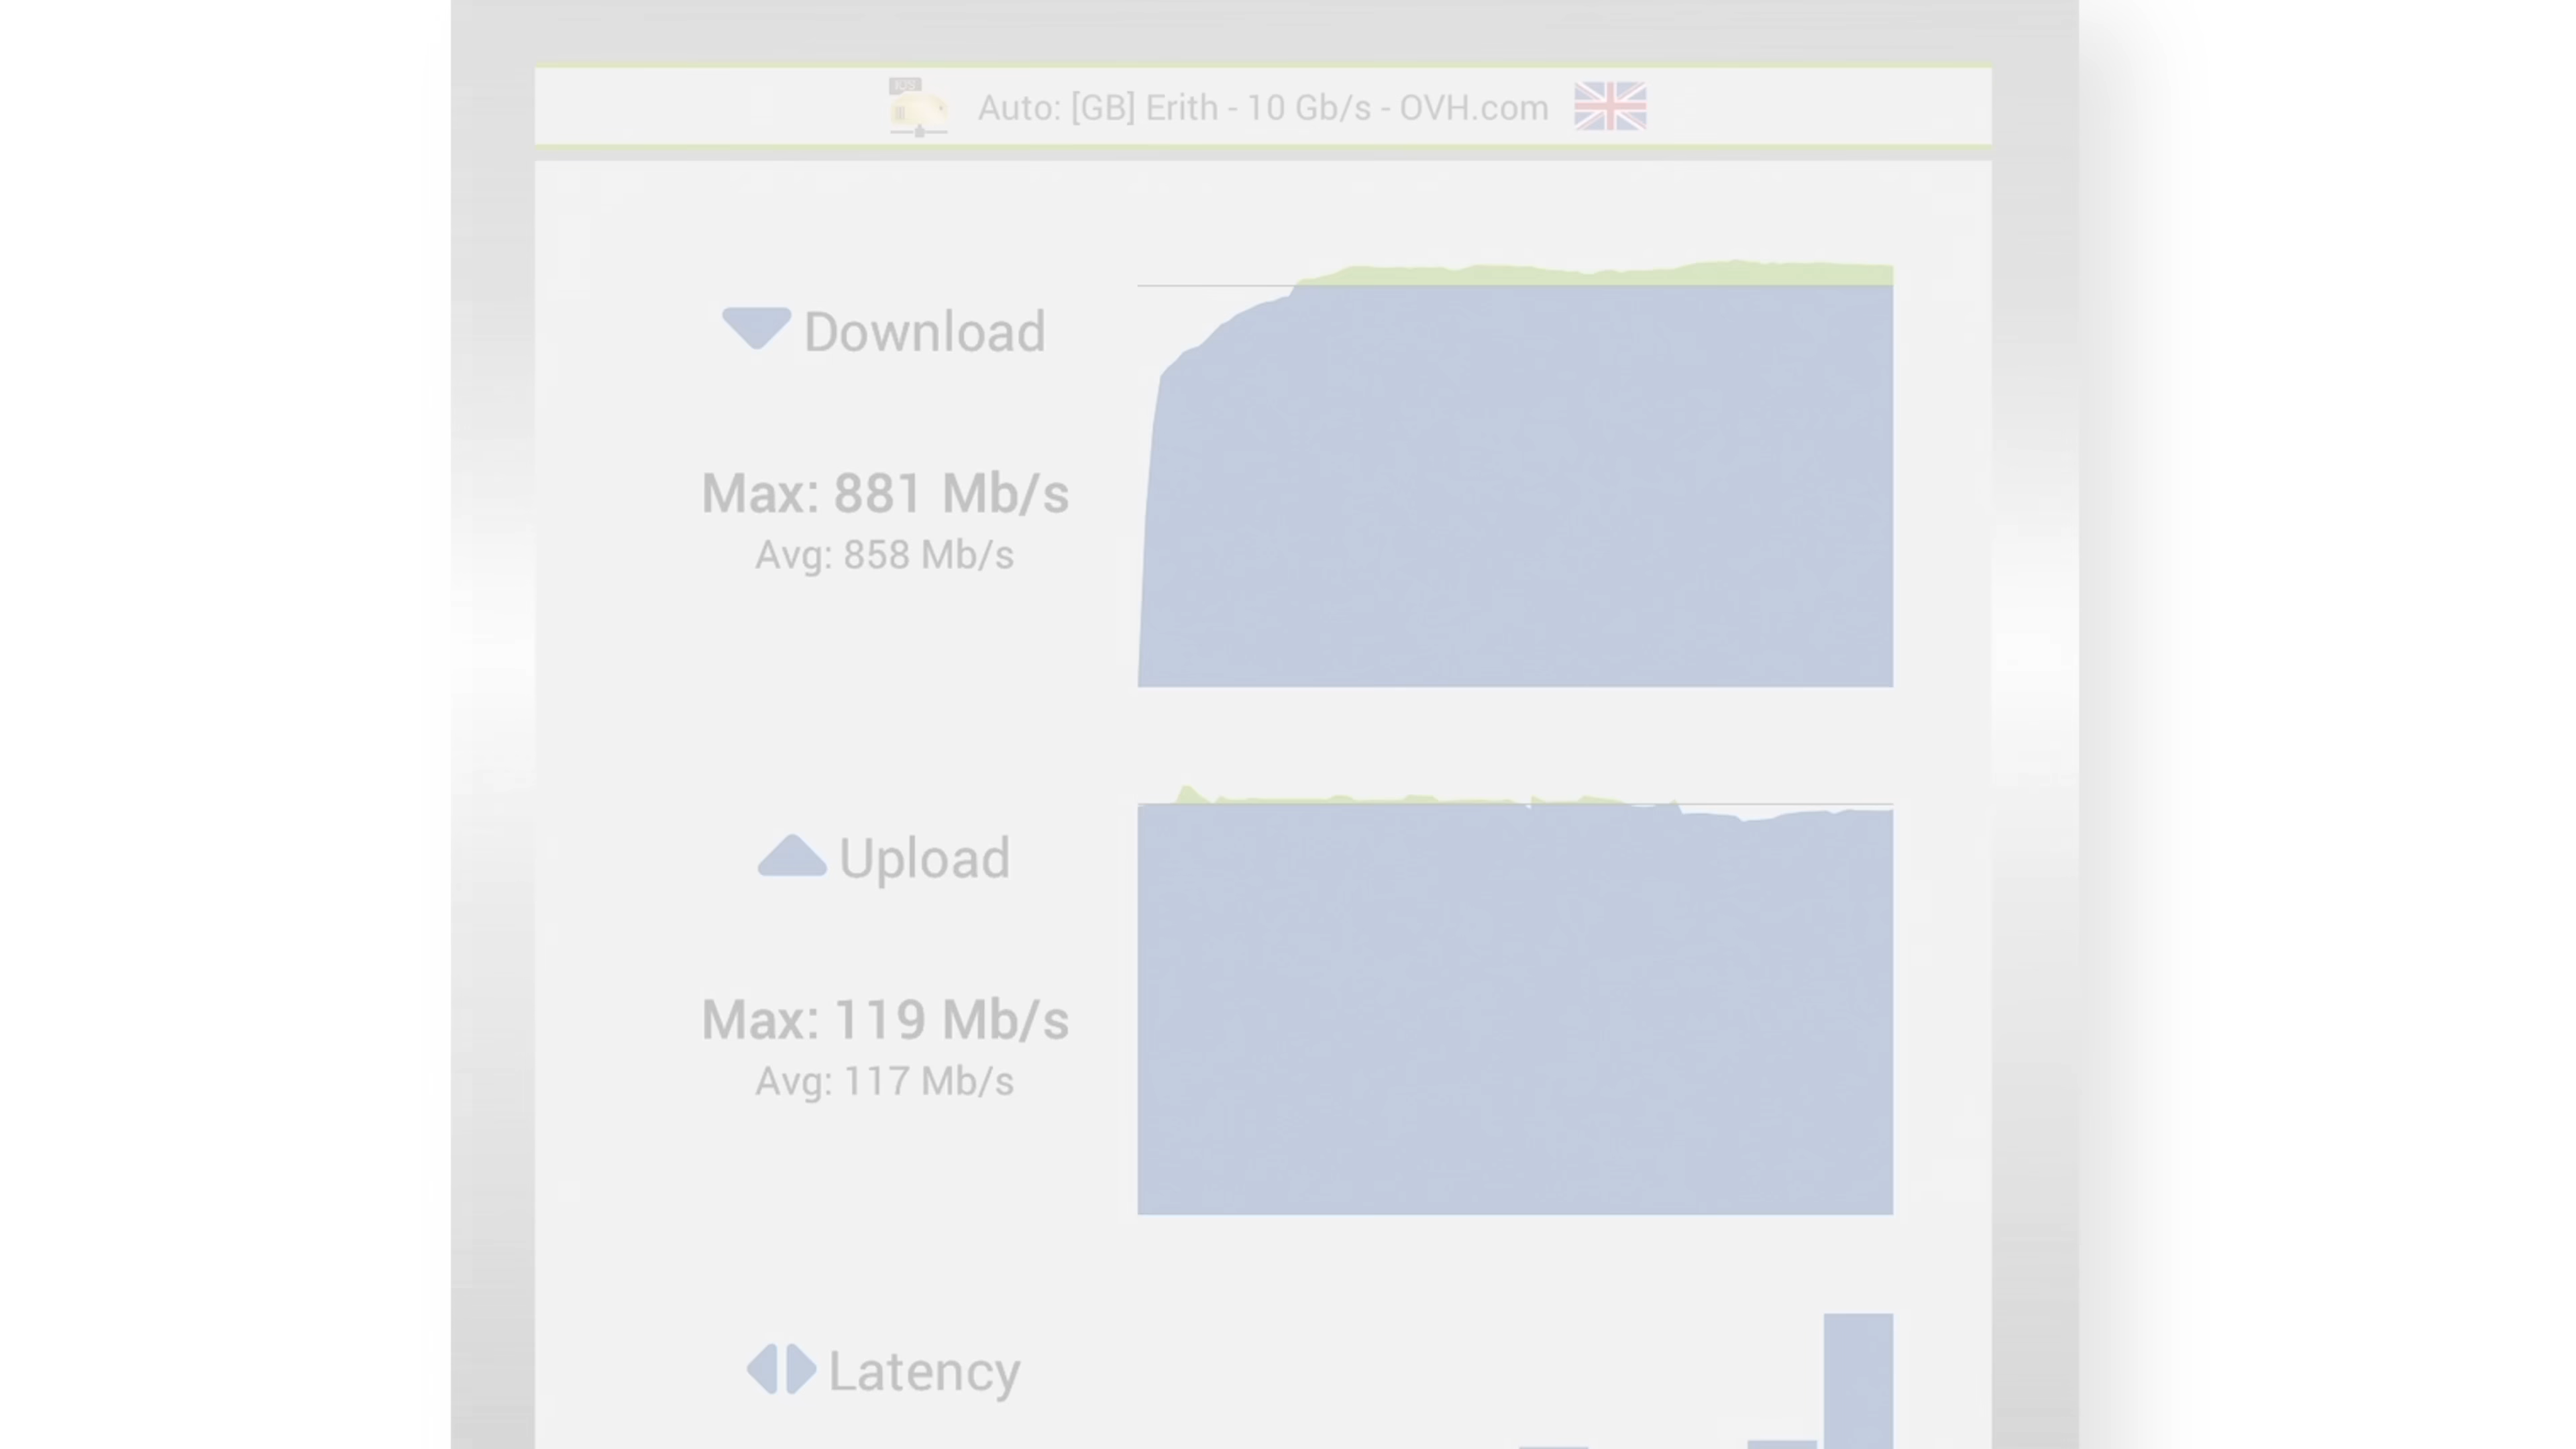 Auto: [GB] Erith - 10 Gb/s - OVH.com
Download
Max: 881 Mb/s
Avg: 858 Mb/s
Upload
Max: 119 Mb/s
Avg: 117 Mb/s
Latency